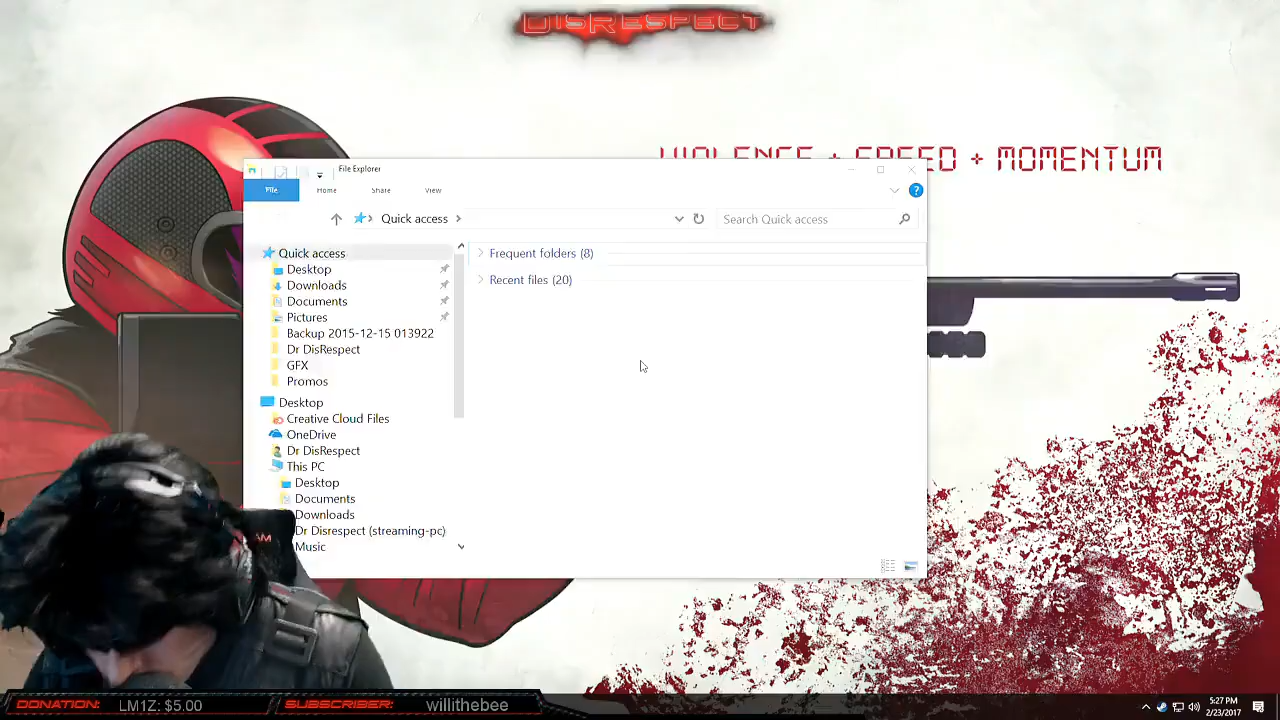 DISRESPECT
VIOLENCE + SPEED + MOMENTUM
File Explorer
File Home Share View
Quick access
Search Quick access
Quick access
Desktop
Downloads
Documents
Pictures
Backup 2015-12-15 013922
Dr DisRespect
GFX
Promos
Desktop
Creative Cloud Files
OneDrive
Dr DisRespect
This PC
Desktop
Documents
Downloads
Dr Disrespect (streaming-pc)
Music
Frequent folders (8)
Recent files (20)
AM
DONATION: LM1Z: $5.00
SUBSCRIBER: willithebee
5:27 PM
2/23/2017